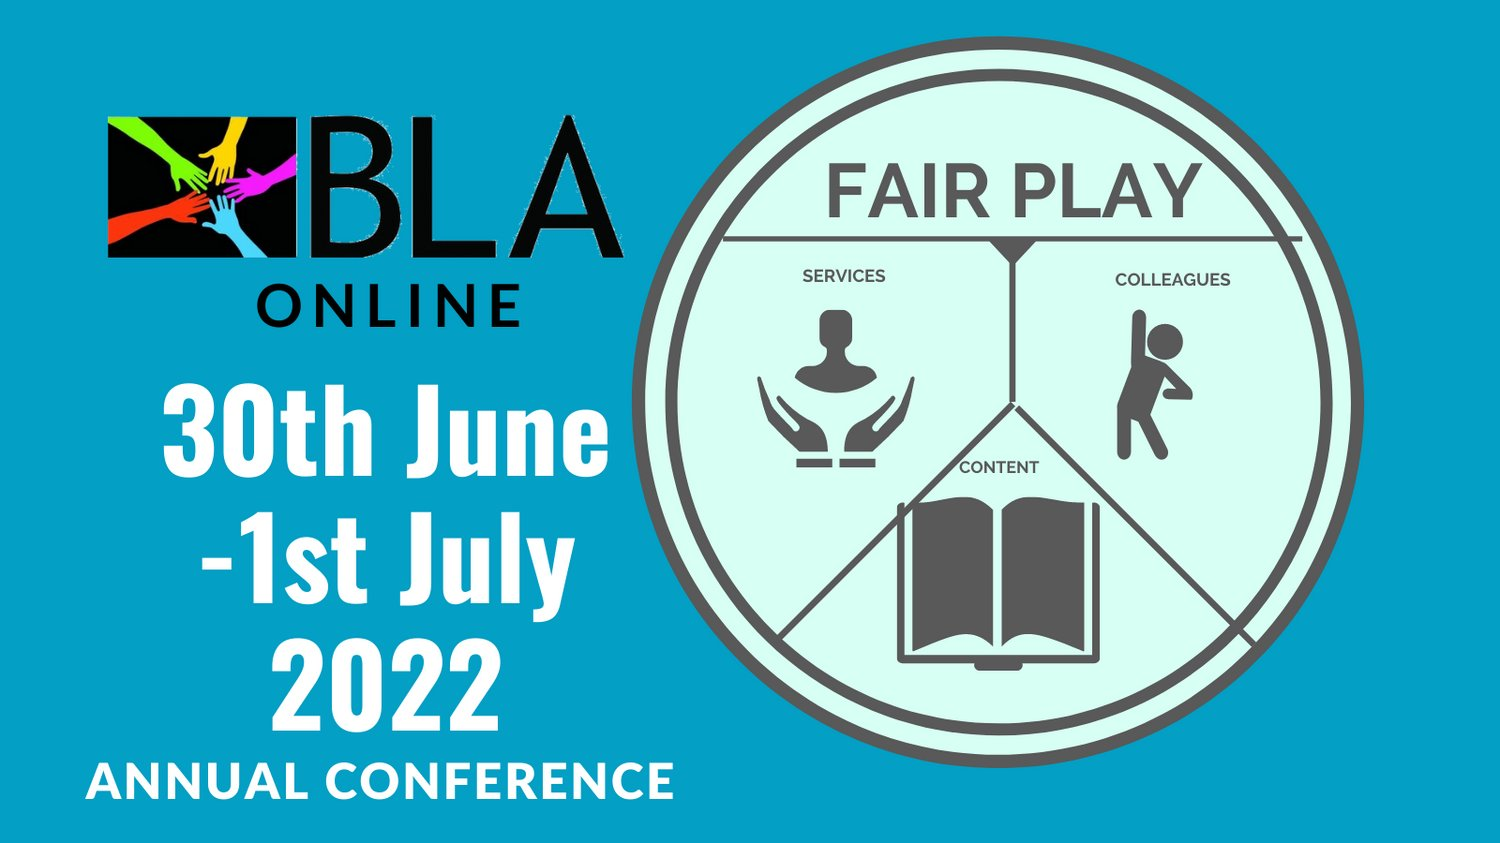 BLA
ONLINE
30th June
-1st July
2022
ANNUAL CONFERENCE
FAIR PLAY
SERVICES
COLLEAGUES
CONTENT